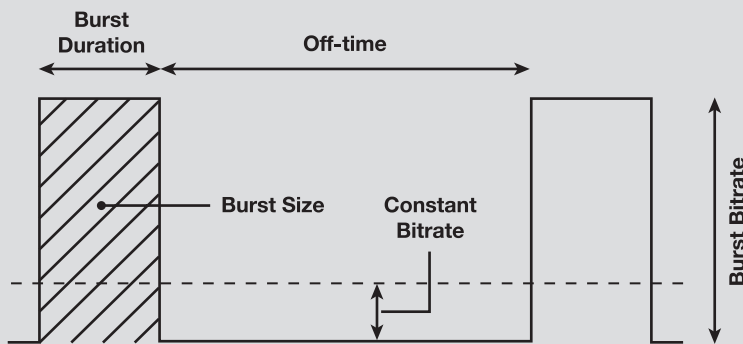 Burst
Duration
Off-time
Burst Size
Constant
Bitrate
Burst Bitrate